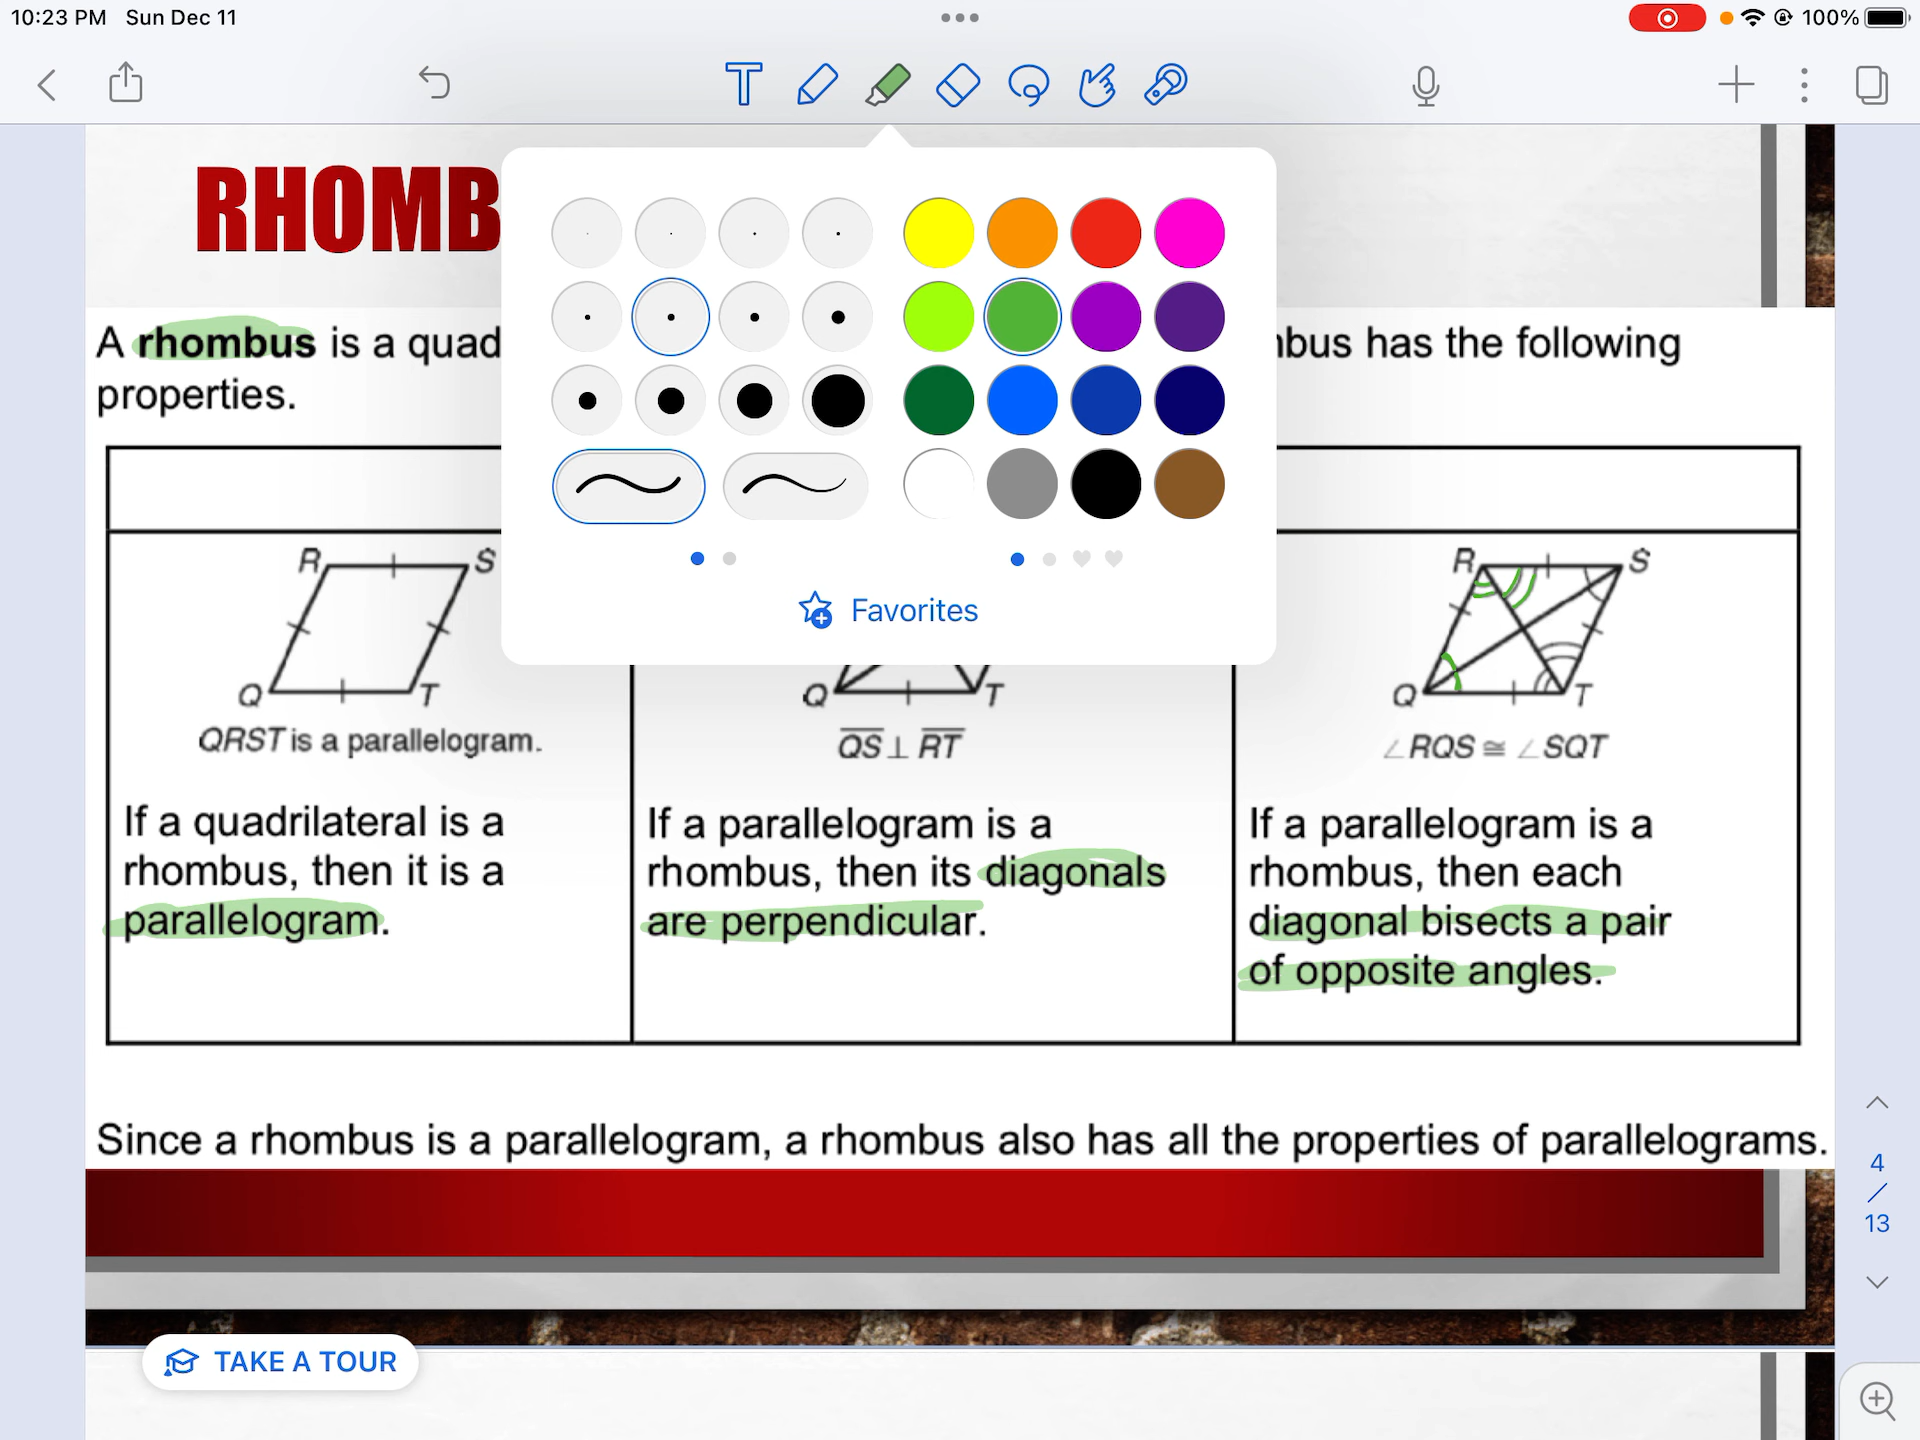 10:23 PM Sun Dec 11
100%
T
RHOMB
A rhombus is a quad
bus has the following
properties.
Favorites
R S
R S
Q T
Q T
Q T
QRST is a parallelogram.
QS ⊥ RT
∠RQS ≅ ∠SQT
If a quadrilateral is a
rhombus, then it is a
parallelogram.
If a parallelogram is a
rhombus, then its diagonals
are perpendicular.
If a parallelogram is a
rhombus, then each
diagonal bisects a pair
of opposite angles.
Since a rhombus is a parallelogram, a rhombus also has all the properties of parallelograms.
4
/
13
TAKE A TOUR